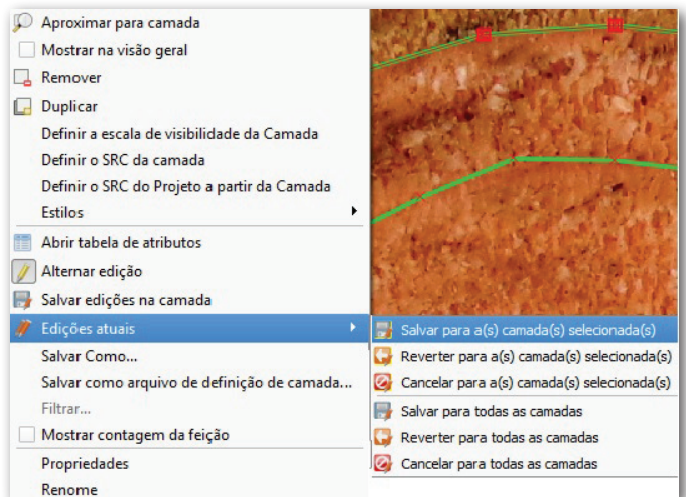 Aproximar para camada
Mostrar na visão geral
Remover
Duplicar
Definir a escala de visibilidade da Camada
Definir o SRC da camada
Definir o SRC do Projeto a partir da Camada
Estilos
Abrir tabela de atributos
Alternar edição
Salvar edições na camada
Edições atuais
Salvar Como...
Salvar como arquivo de definição de camada...
Filtrar...
Mostrar contagem da feição
Propriedades
Renome
Salvar para a(s) camada(s) selecionada(s)
Reverter para a(s) camada(s) selecionada(s)
Cancelar para a(s) camada(s) selecionada(s)
Salvar para todas as camadas
Reverter para todas as camadas
Cancelar para todas as camadas